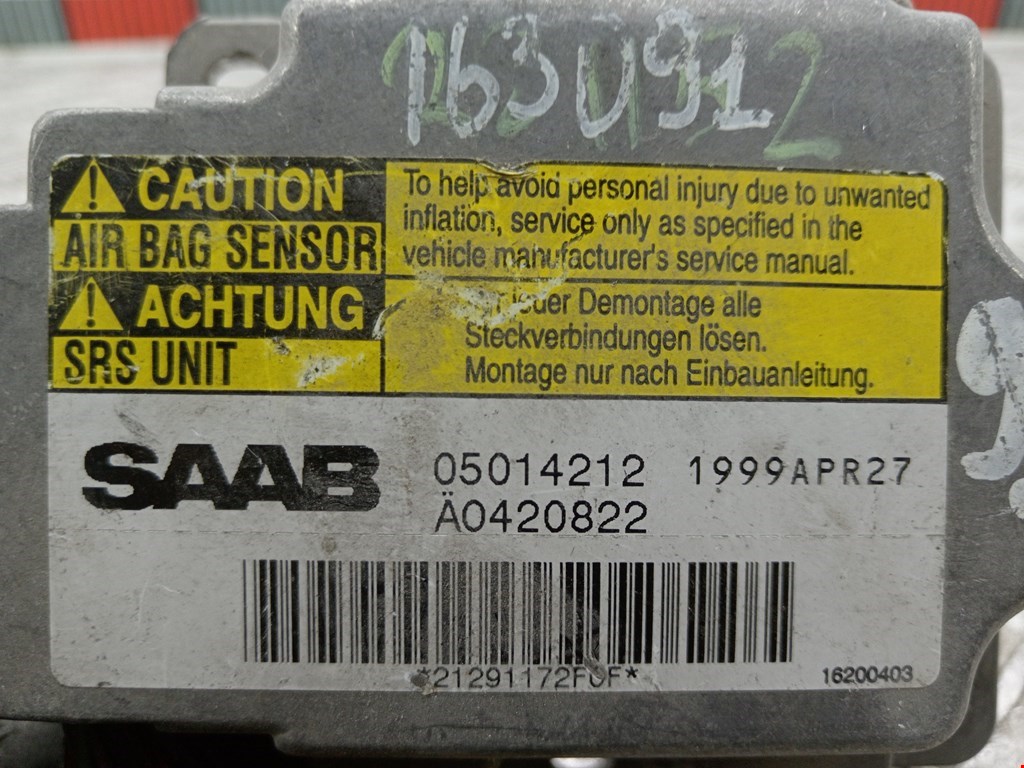 163U91
CAUTION
AIR BAG SENSOR
To help avoid personal injury due to unwanted
inflation, service only as specified in the
vehicle manufacturer's service manual.
ACHTUNG
SRS UNIT
jeder Demontage alle
Steckverbindungen lösen.
Montage nur nach Einbauanleitung.
SAAB
05014212 1999APR27
Ä0420822
16200403